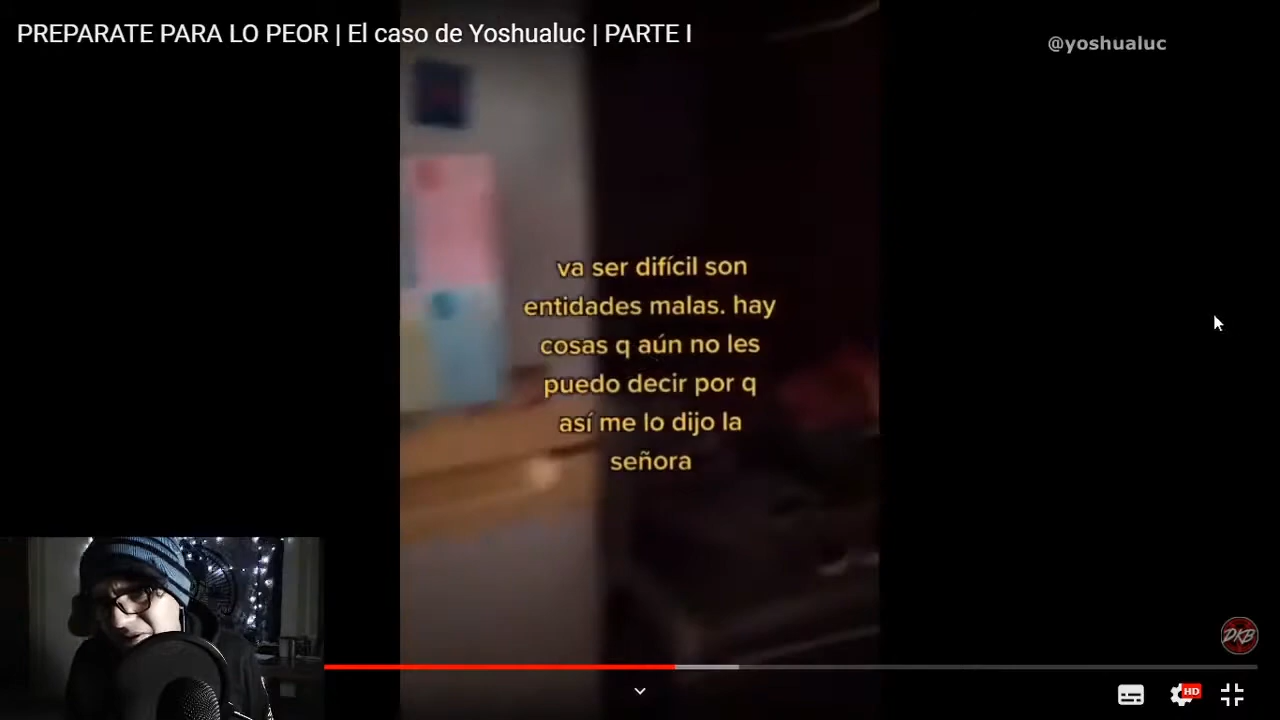 PREPARATE PARA LO PEOR | El caso de Yoshualuc | PARTE I
@yoshualuc
va ser difícil son
entidades malas. hay
cosas q aún no les
puedo decir por q
así me lo dijo la
señora
DKB
HD